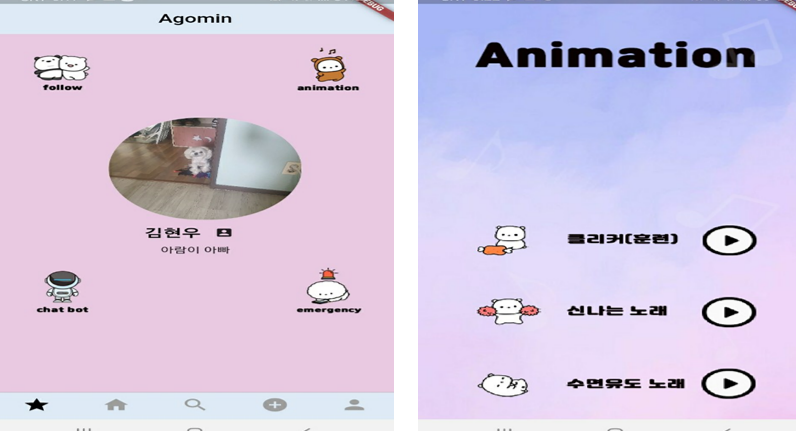 Agomin
follow
animation
김현우
아람이 아빠
chat bot
emergency
Animation
클리커(훈련)
신나는 노래
수면유도 노래